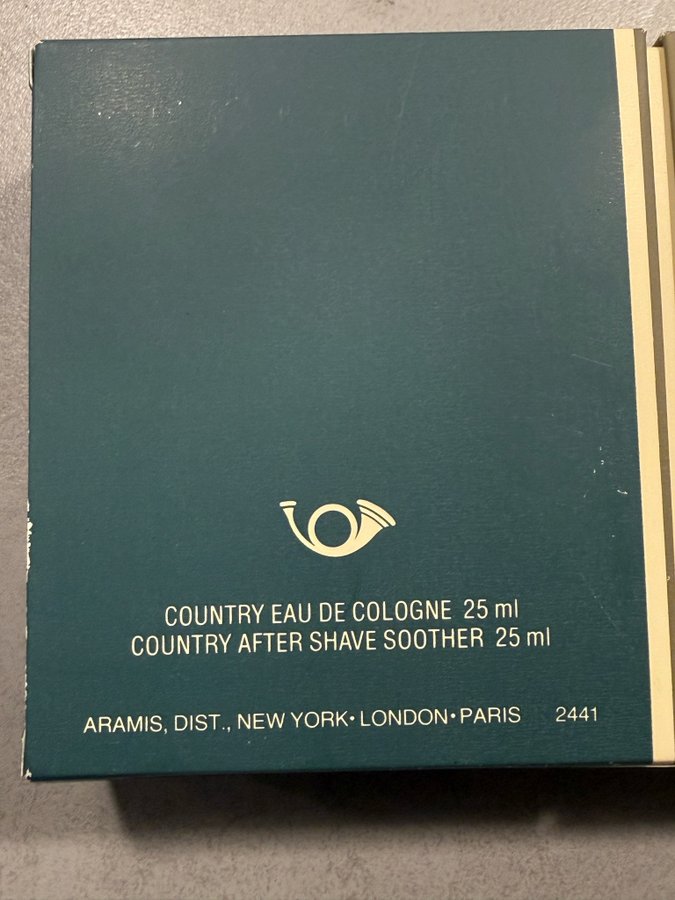 COUNTRY EAU DE COLOGNE 25 ml
COUNTRY AFTER SHAVE SOOTHER 25 ml
ARAMIS, DIST., NEW YORK•LONDON•PARIS 2441